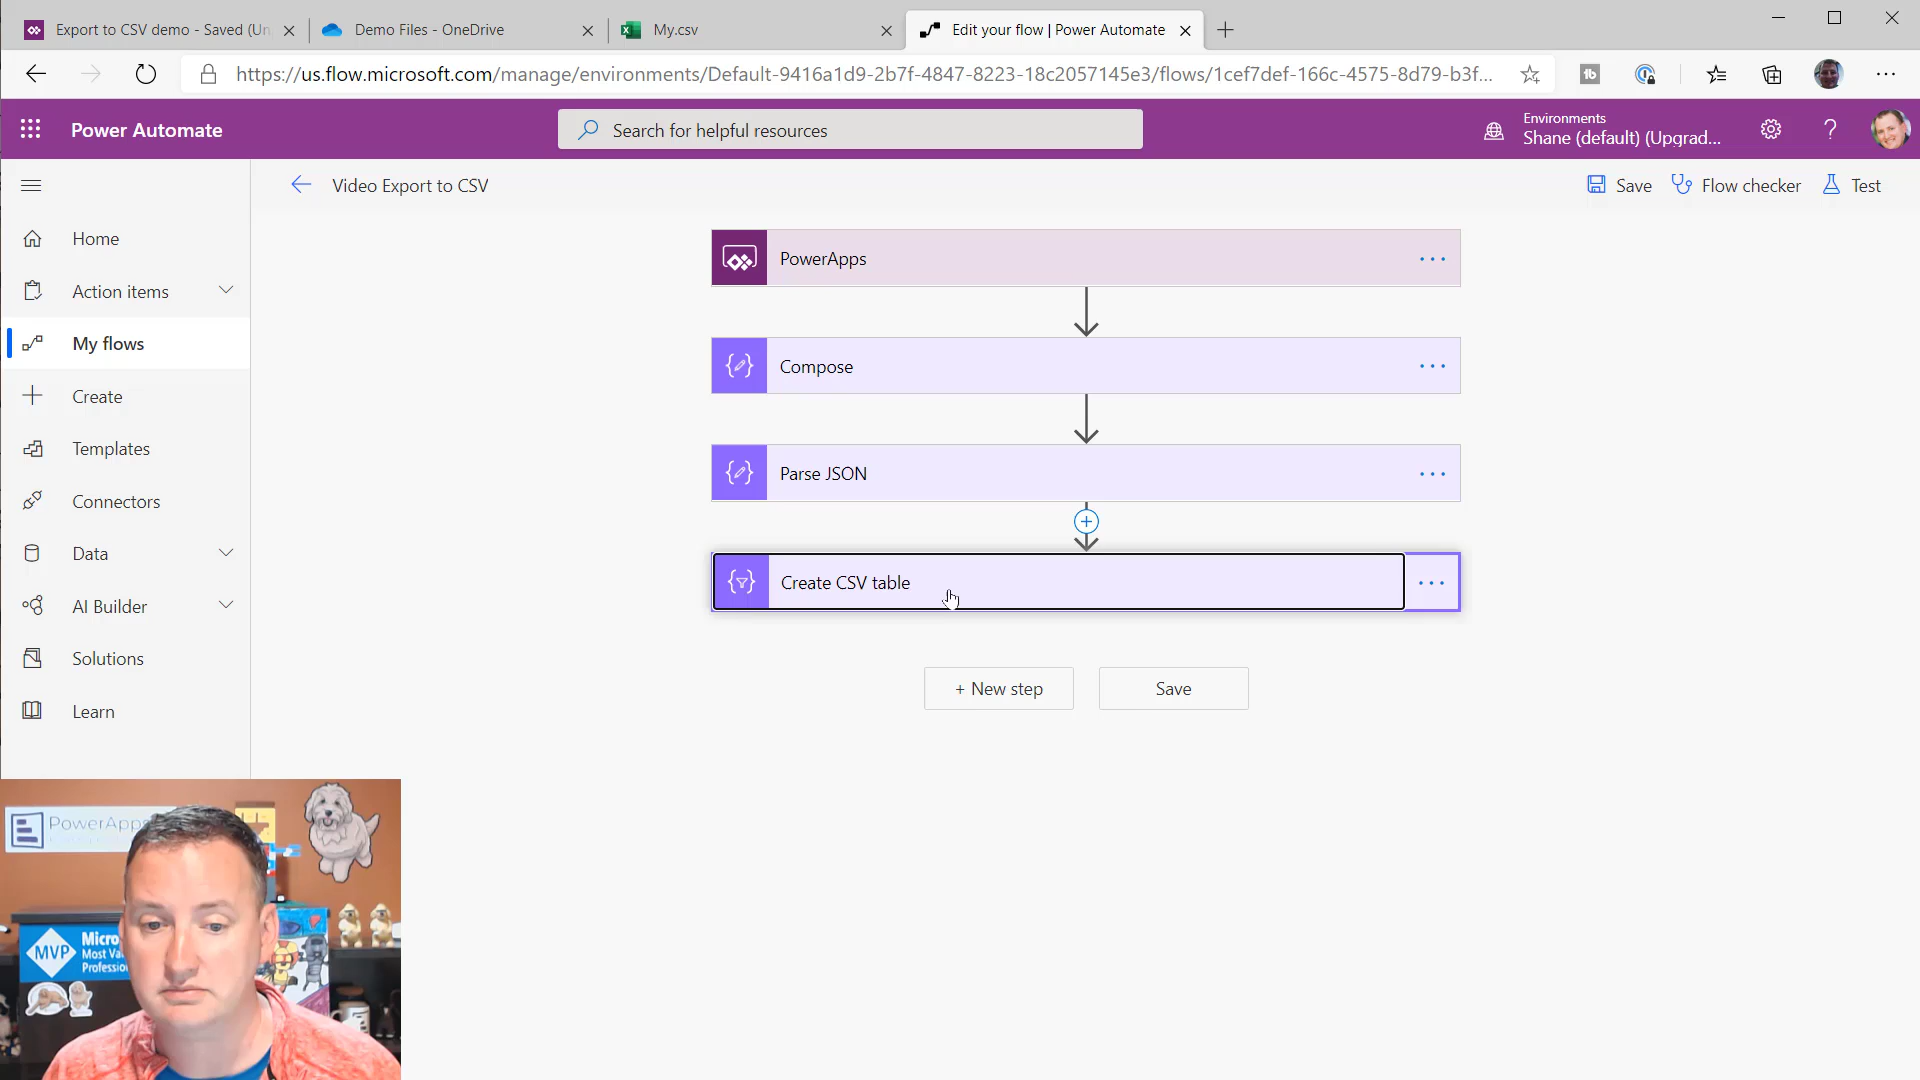 Export to CSV demo - Saved (Un
Demo Files - OneDrive
My.csv
Edit your flow | Power Automate
https://us.flow.microsoft.com/manage/environments/Default-9416a1d9-2b7f-4847-8223-18c2057145e3/flows/1cef7def-166c-4575-8d79-b3f...
Power Automate
Search for helpful resources
Environments
Shane (default) (Upgrad...
Video Export to CSV
Save
Flow checker
Test
Home
Action items
My flows
Create
Templates
Connectors
Data
AI Builder
Solutions
Learn
PowerApps
Compose
Parse JSON
Create CSV table
+ New step
Save
PowerApps
MVP
Micro
Most Va
Professio